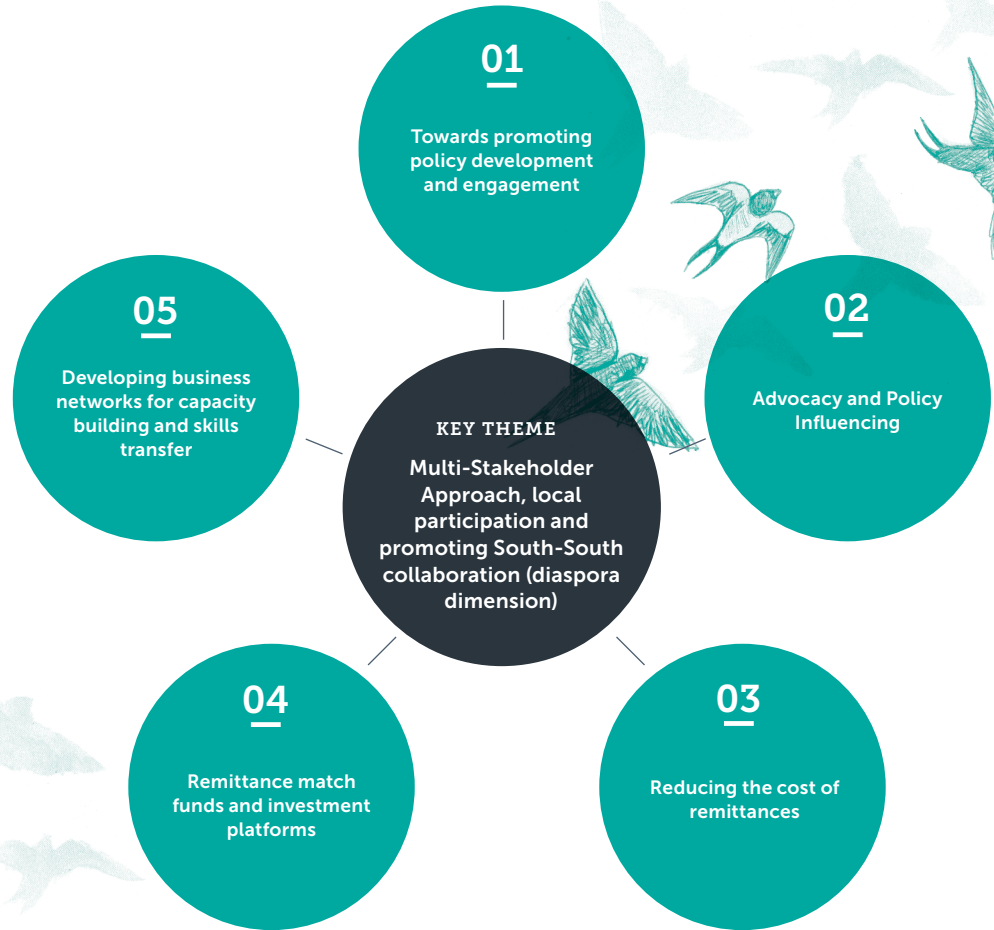 01
Towards promoting
policy development
and engagement
02
Advocacy and Policy
Influencing
03
Reducing the cost of
remittances
04
Remittance match
funds and investment
platforms
05
Developing business
networks for capacity
building and skills
transfer
KEY THEME
Multi-Stakeholder
Approach, local
participation and
promoting South-South
collaboration (diaspora
dimension)